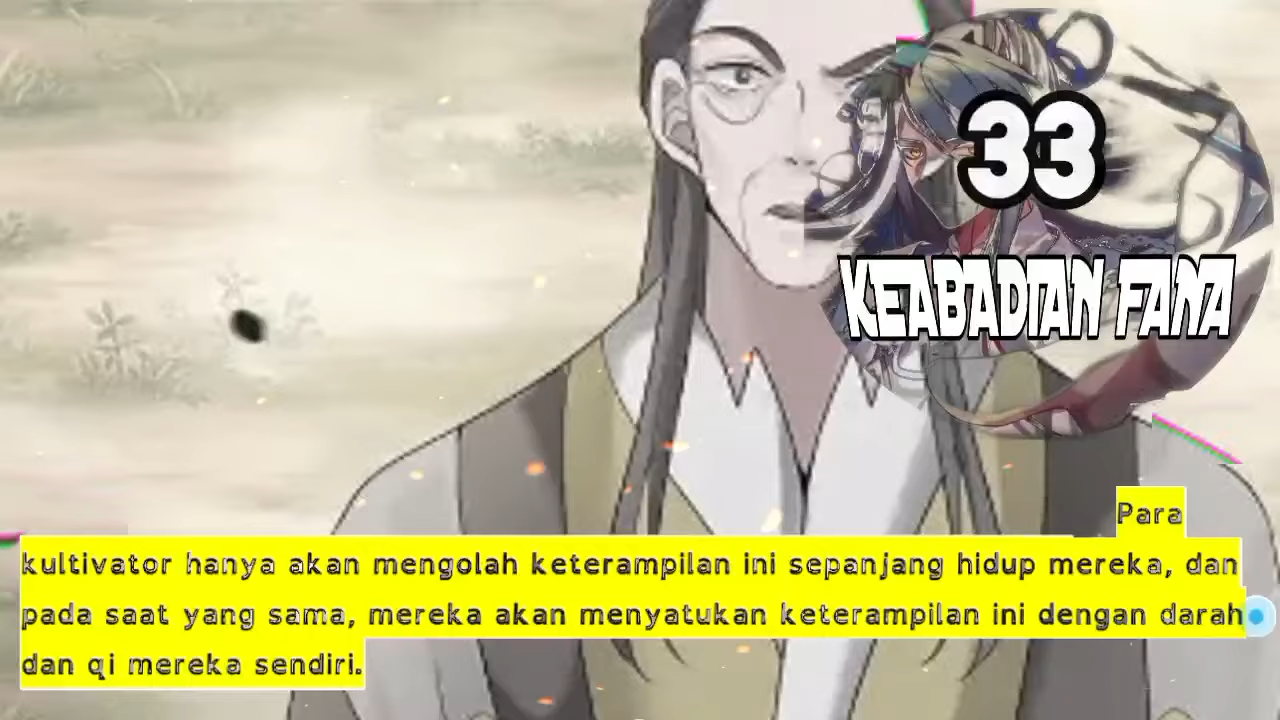 33
KEABADIAN FANA
Para
kultivator hanya akan mengolah keterampilan ini sepanjang hidup mereka, dan
pada saat yang sama, mereka akan menyatukan keterampilan ini dengan darah
dan qi mereka sendiri.